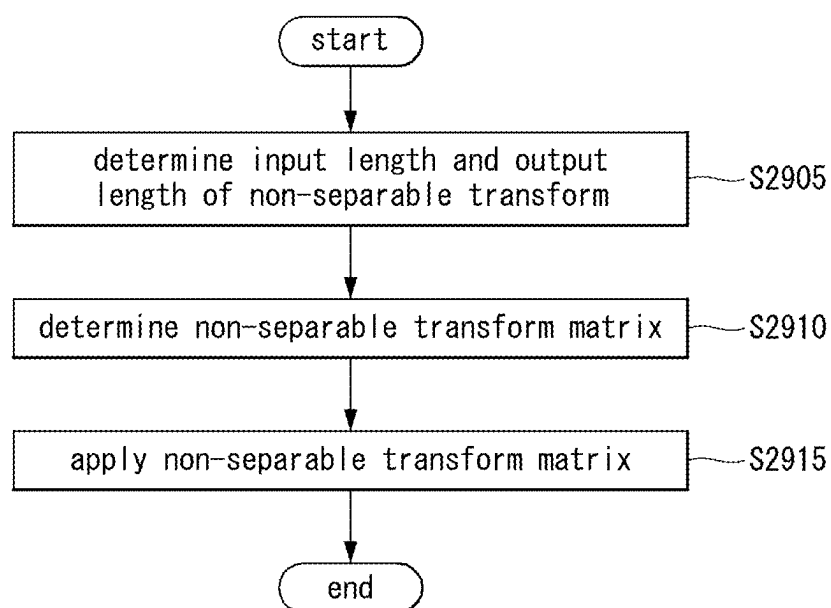 start
determine input length and output
length of non-separable transform
S2905
determine non-separable transform matrix
S2910
apply non-separable transform matrix
S2915
end